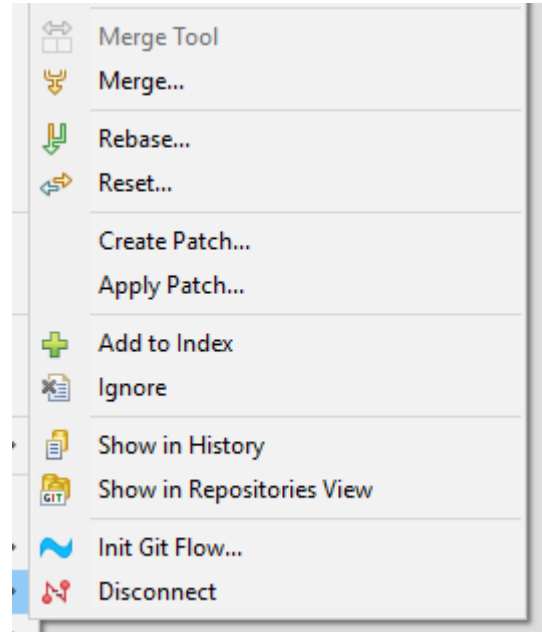 Merge Tool
Merge...
Rebase...
Reset...
Create Patch...
Apply Patch...
Add to Index
Ignore
Show in History
GIT Show in Repositories View
Init Git Flow...
Disconnect